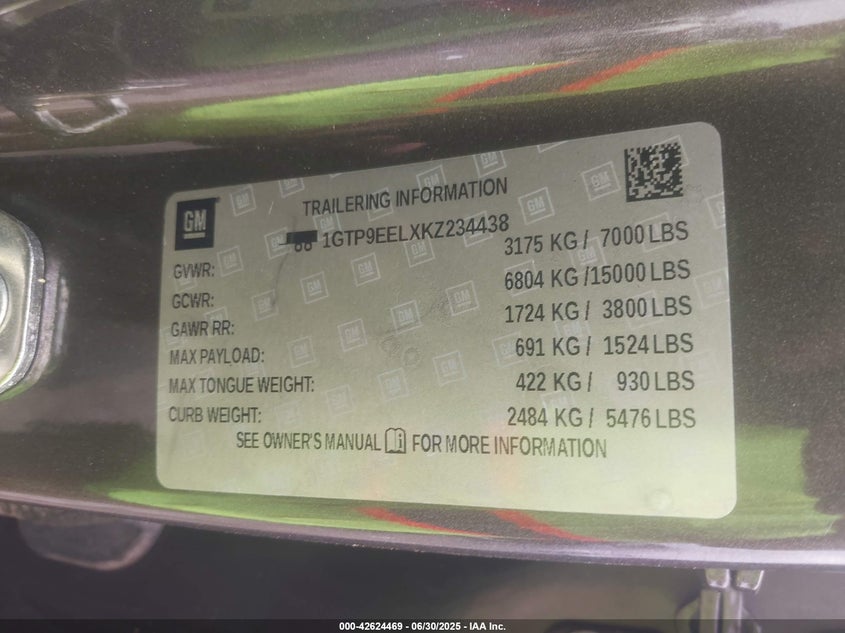 GM
TRAILERING INFORMATION
88 1GTP9EELXKZ234438
GVWR: 3175 KG / 7000 LBS
GCWR: 6804 KG /15000 LBS
GAWR RR: 1724 KG / 3800 LBS
MAX PAYLOAD: 691 KG / 1524 LBS
MAX TONGUE WEIGHT: 422 KG / 930 LBS
CURB WEIGHT: 2484 KG / 5476 LBS
SEE OWNER'S MANUAL FOR MORE INFORMATION
000-42624469 - 06/30/2025 - IAA Inc.